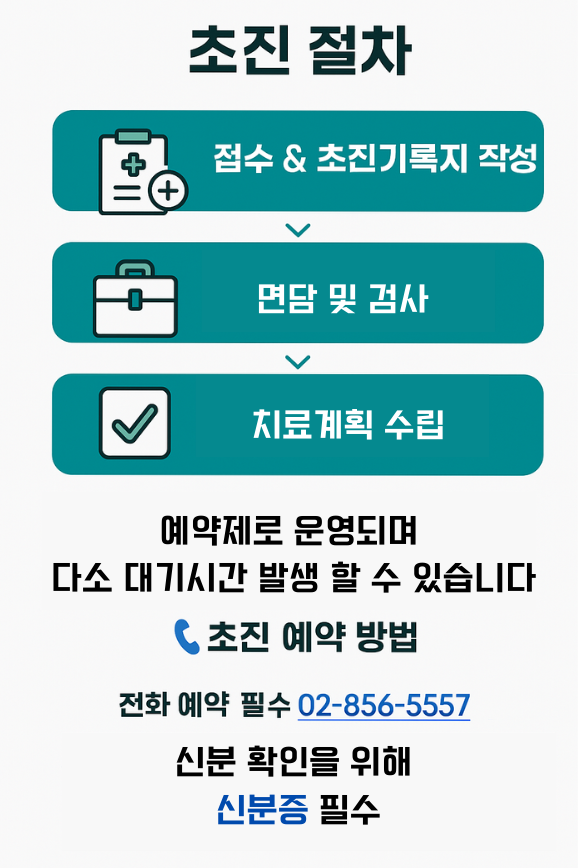 초진 절차
접수 & 초진기록지 작성
면담 및 검사
치료계획 수립
예약제로 운영되며
다소 대기시간 발생 할 수 있습니다
초진 예약 방법
전화 예약 필수 02-856-5557
신분 확인을 위해
신분증 필수